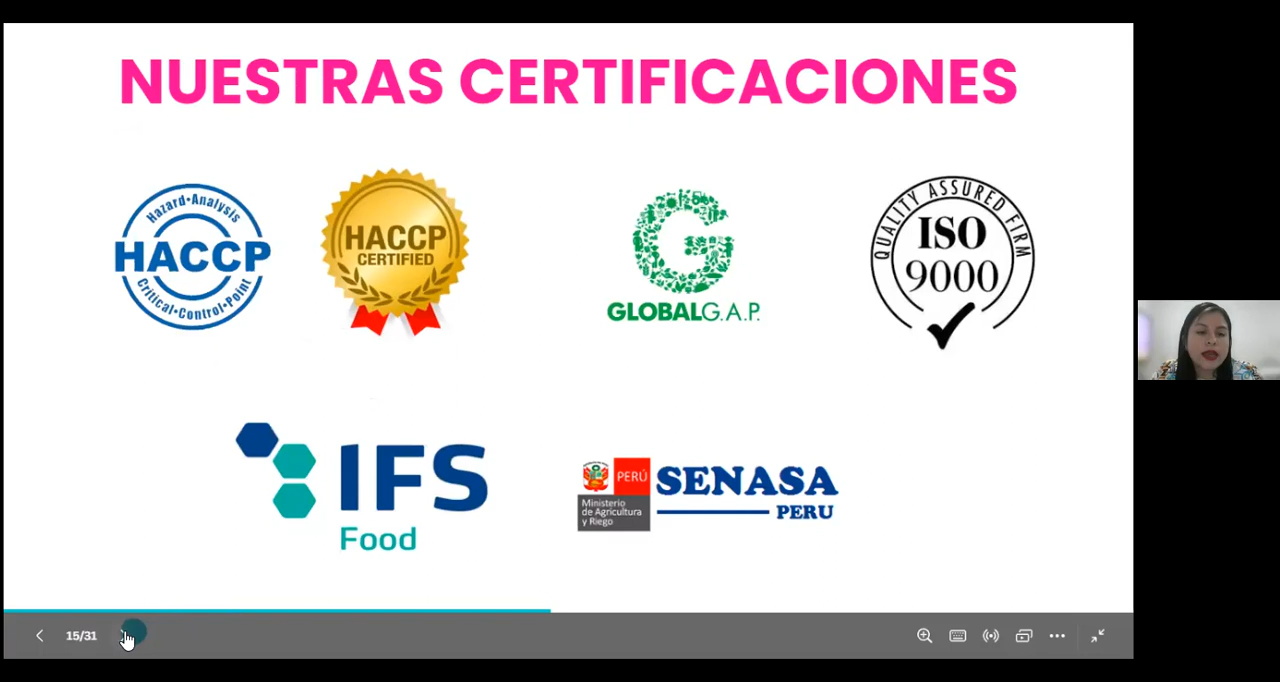 NUESTRAS CERTIFICACIONES
Hazard•Analysis
HACCP
Critical•Control•Point
HACCP
CERTIFIED
GLOBALG.A.P.
QUALITY ASSURED FIRM
ISO
9000
IFS
Food
PERÚ
Ministerio
de Agricultura
y Riego
SENASA
PERU
15/31